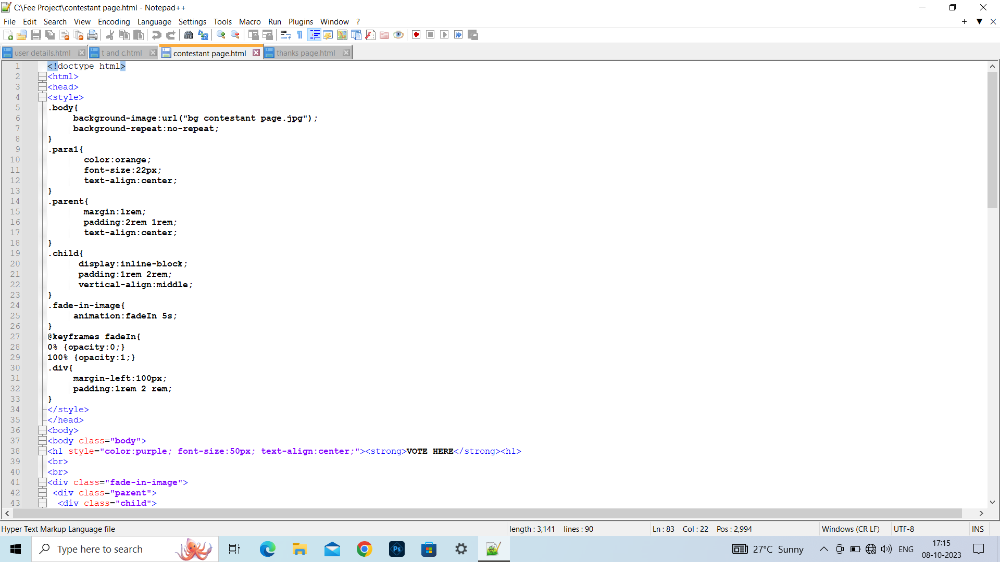 C:\Fee Project\contestant page.html - Notepad++
File Edit Search View Encoding Language Settings Tools Macro Run Plugins Window ?
user details.html t and c.html contestant page.html thanks page.html
1 <!doctype html>
2 <html>
3 <head>
4 <style>
5 .body{
6 background-image:url("bg contestant page.jpg");
7 background-repeat:no-repeat;
8 }
9 .para1{
10 color:orange;
11 font-size:22px;
12 text-align:center;
13 }
14 .parent{
15 margin:1rem;
16 padding:2rem 1rem;
17 text-align:center;
18 }
19 .child{
20 display:inline-block;
21 padding:1rem 2rem;
22 vertical-align:middle;
23 }
24 .fade-in-image{
25 animation:fadeIn 5s;
26 }
27 @keyframes fadeIn{
28 0% {opacity:0;}
29 100% {opacity:1;}
30 .div{
31 margin-left:100px;
32 padding:1rem 2 rem;
33 }
34 </style>
35 </head>
36 <body>
37 <body class="body">
38 <h1 style="color:purple; font-size:50px; text-align:center;"><strong>VOTE HERE</strong><h1>
39 <br>
40 <br>
41 <div class="fade-in-image">
42 <div class="parent">
43 <div class="child">
Hyper Text Markup Language file length : 3,141 lines : 90 Ln : 83 Col : 22 Pos : 2,994 Windows (CR LF) UTF-8 INS
Type here to search Ps 27°C Sunny ENG 17:15
08-10-2023